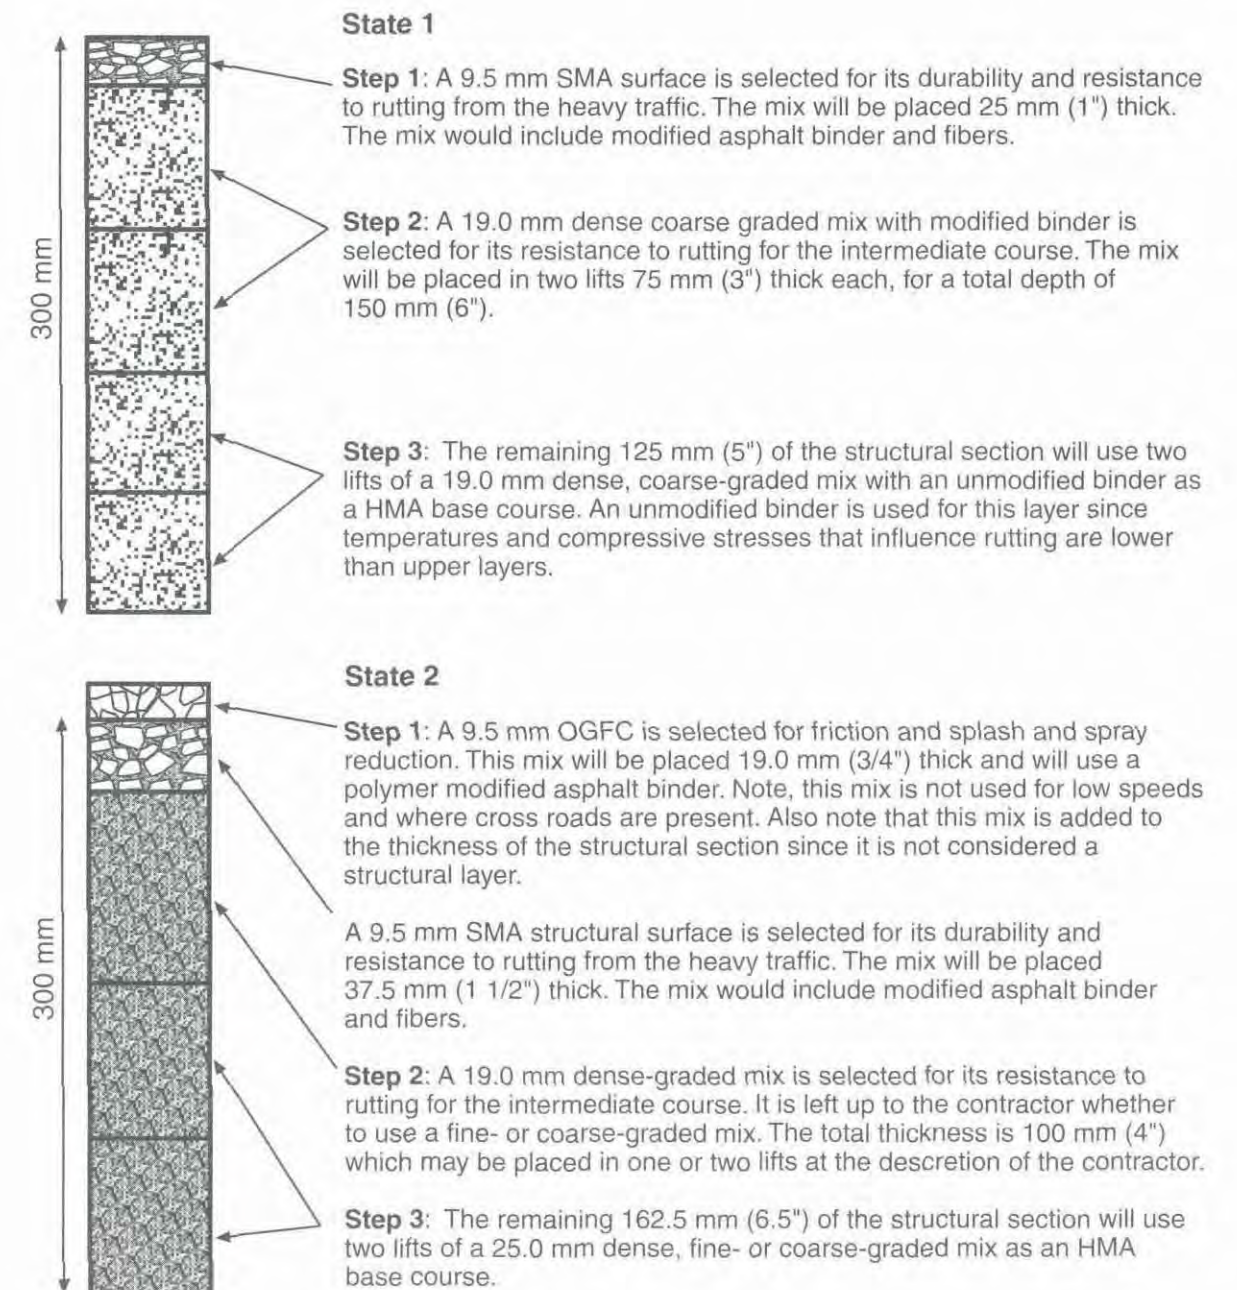 State 1
Step 1: A 9.5 mm SMA surface is selected for its durability and resistance
to rutting from the heavy traffic. The mix will be placed 25 mm (1") thick.
The mix would include modified asphalt binder and fibers.
300 mm
Step 2: A 19.0 mm dense coarse graded mix with modified binder is
selected for its resistance to rutting for the intermediate course. The mix
will be placed in two lifts 75 mm (3") thick each, for a total depth of
150 mm (6").
Step 3: The remaining 125 mm (5") of the structural section will use two
lifts of a 19.0 mm dense, coarse-graded mix with an unmodified binder as
a HMA base course. An unmodified binder is used for this layer since
temperatures and compressive stresses that influence rutting are lower
than upper layers.
State 2
Step 1: A 9.5 mm OGFC is selected for friction and splash and spray
reduction. This mix will be placed 19.0 mm (3/4") thick and will use a
polymer modified asphalt binder. Note, this mix is not used for low speeds
and where cross roads are present. Also note that this mix is added to
the thickness of the structural section since it is not considered a
structural layer.
300 mm
A 9.5 mm SMA structural surface is selected for its durability and
resistance to rutting from the heavy traffic. The mix will be placed
37.5 mm (1 1/2") thick. The mix would include modified asphalt binder
and fibers.
Step 2: A 19.0 mm dense-graded mix is selected for its resistance to
rutting for the intermediate course. It is left up to the contractor whether
to use a fine- or coarse-graded mix. The total thickness is 100 mm (4")
which may be placed in one or two lifts at the descretion of the contractor.
Step 3: The remaining 162.5 mm (6.5") of the structural section will use
two lifts of a 25.0 mm dense, fine- or coarse-graded mix as an HMA
base course.